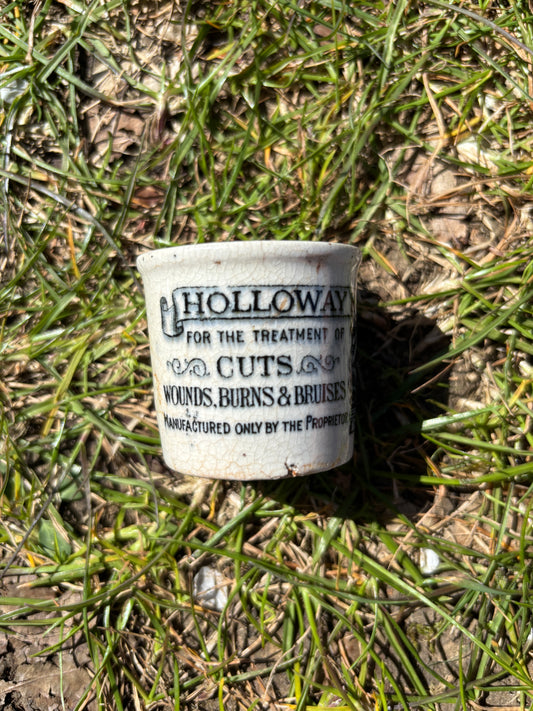 HOLLOWAY
FOR THE TREATMENT OF
CUTS
WOUNDS, BURNS & BRUISES
MANUFACTURED ONLY BY THE PROPRIETOR